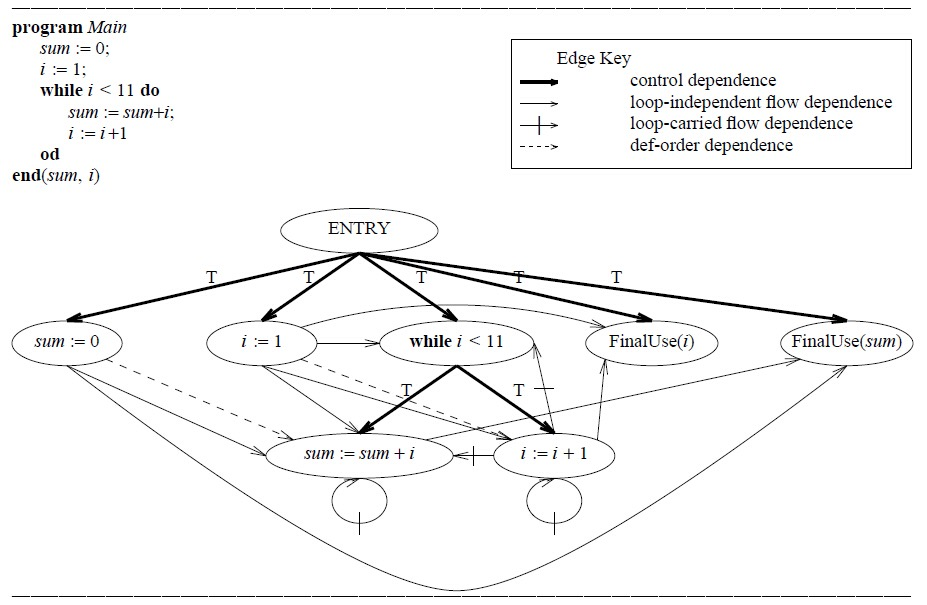 program Main
sum := 0;
i := 1;
while i < 11 do
sum := sum+i;
i := i+1
od
end(sum, i)
Edge Key
control dependence
loop-independent flow dependence
loop-carried flow dependence
def-order dependence
ENTRY
T T T T T
sum := 0 i := 1 while i < 11 FinalUse(i) FinalUse(sum)
T T
sum := sum + i i := i + 1